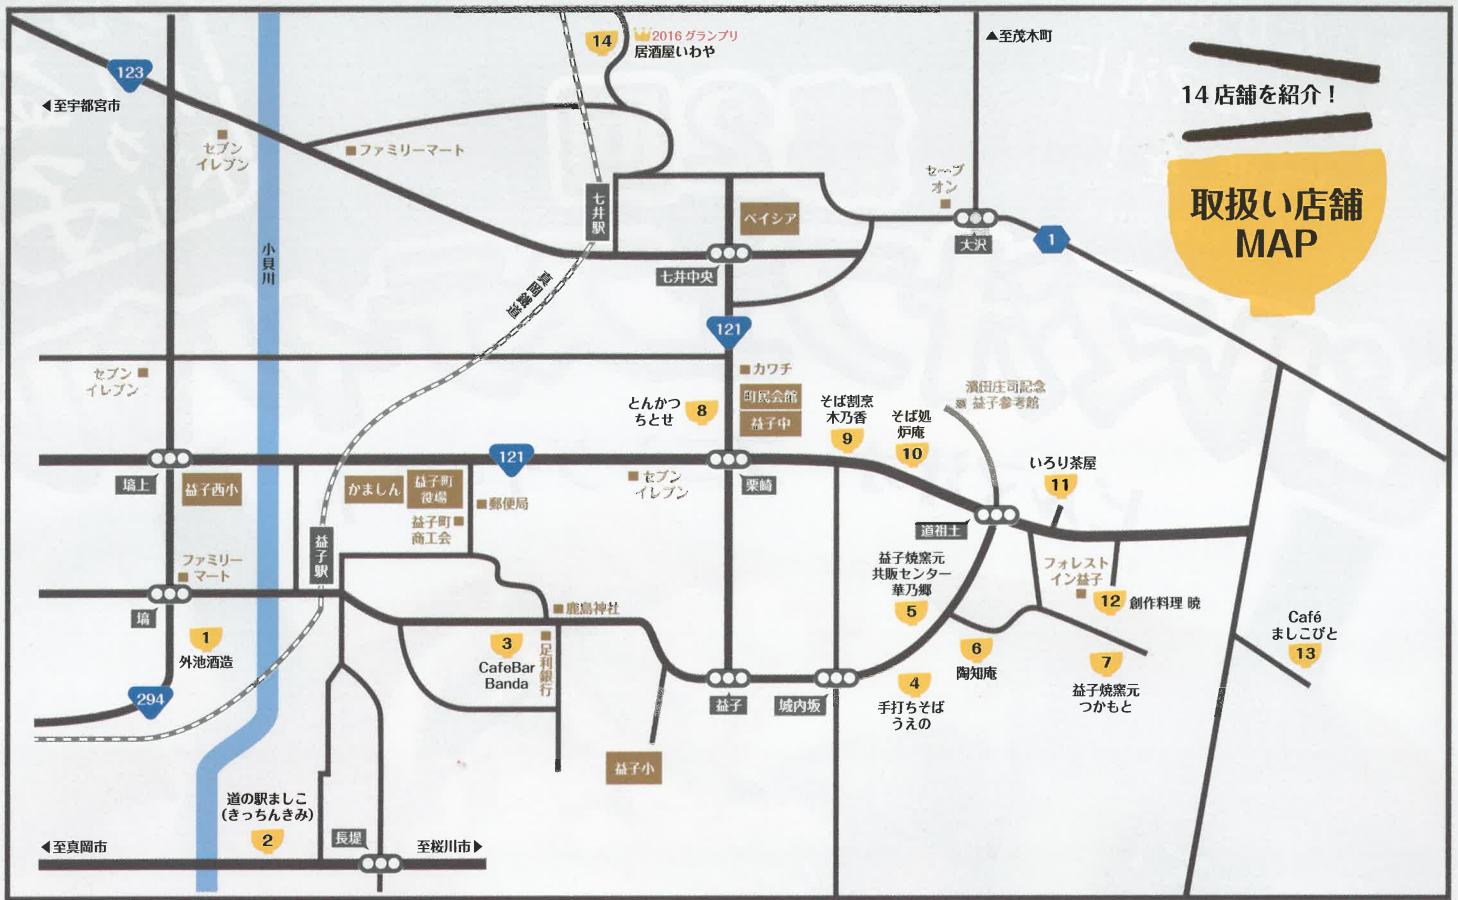 14
2016グランプリ
居酒屋いわや
▲至茂木町
14店舗を紹介！
取扱い店舗
MAP
123
◀至宇都宮市
セブン
イレブン
ファミリーマート
七井駅
ベイシア
セーブ
オン
大沢
1
小貝川
七井中央
真岡鐵道
121
セブン
イレブン
カワチ
町民会館
益子中
とんかつ
ちとせ
8
そば割烹
木乃香
9
そば処
炉庵
10
濱田庄司記念
益子参考館
いろり茶屋
11
121
塙上
益子西小
かましん
益子町
役場
郵便局
益子町
商工会
セブン
イレブン
栗崎
道祖土
益子駅
ファミリー
マート
塙
1
外池酒造
294
鹿島神社
3
CafeBar
Banda
足利銀行
益子焼窯元
共販センター
華乃郷
5
フォレスト
イン益子
12
創作料理 暁
Café
ましこびと
13
6
陶知庵
7
益子焼窯元
つかもと
益子
城内坂
4
手打ちそば
うえの
益子小
道の駅ましこ
(きっちんきみ)
2
長堤
◀至真岡市
至桜川市▶